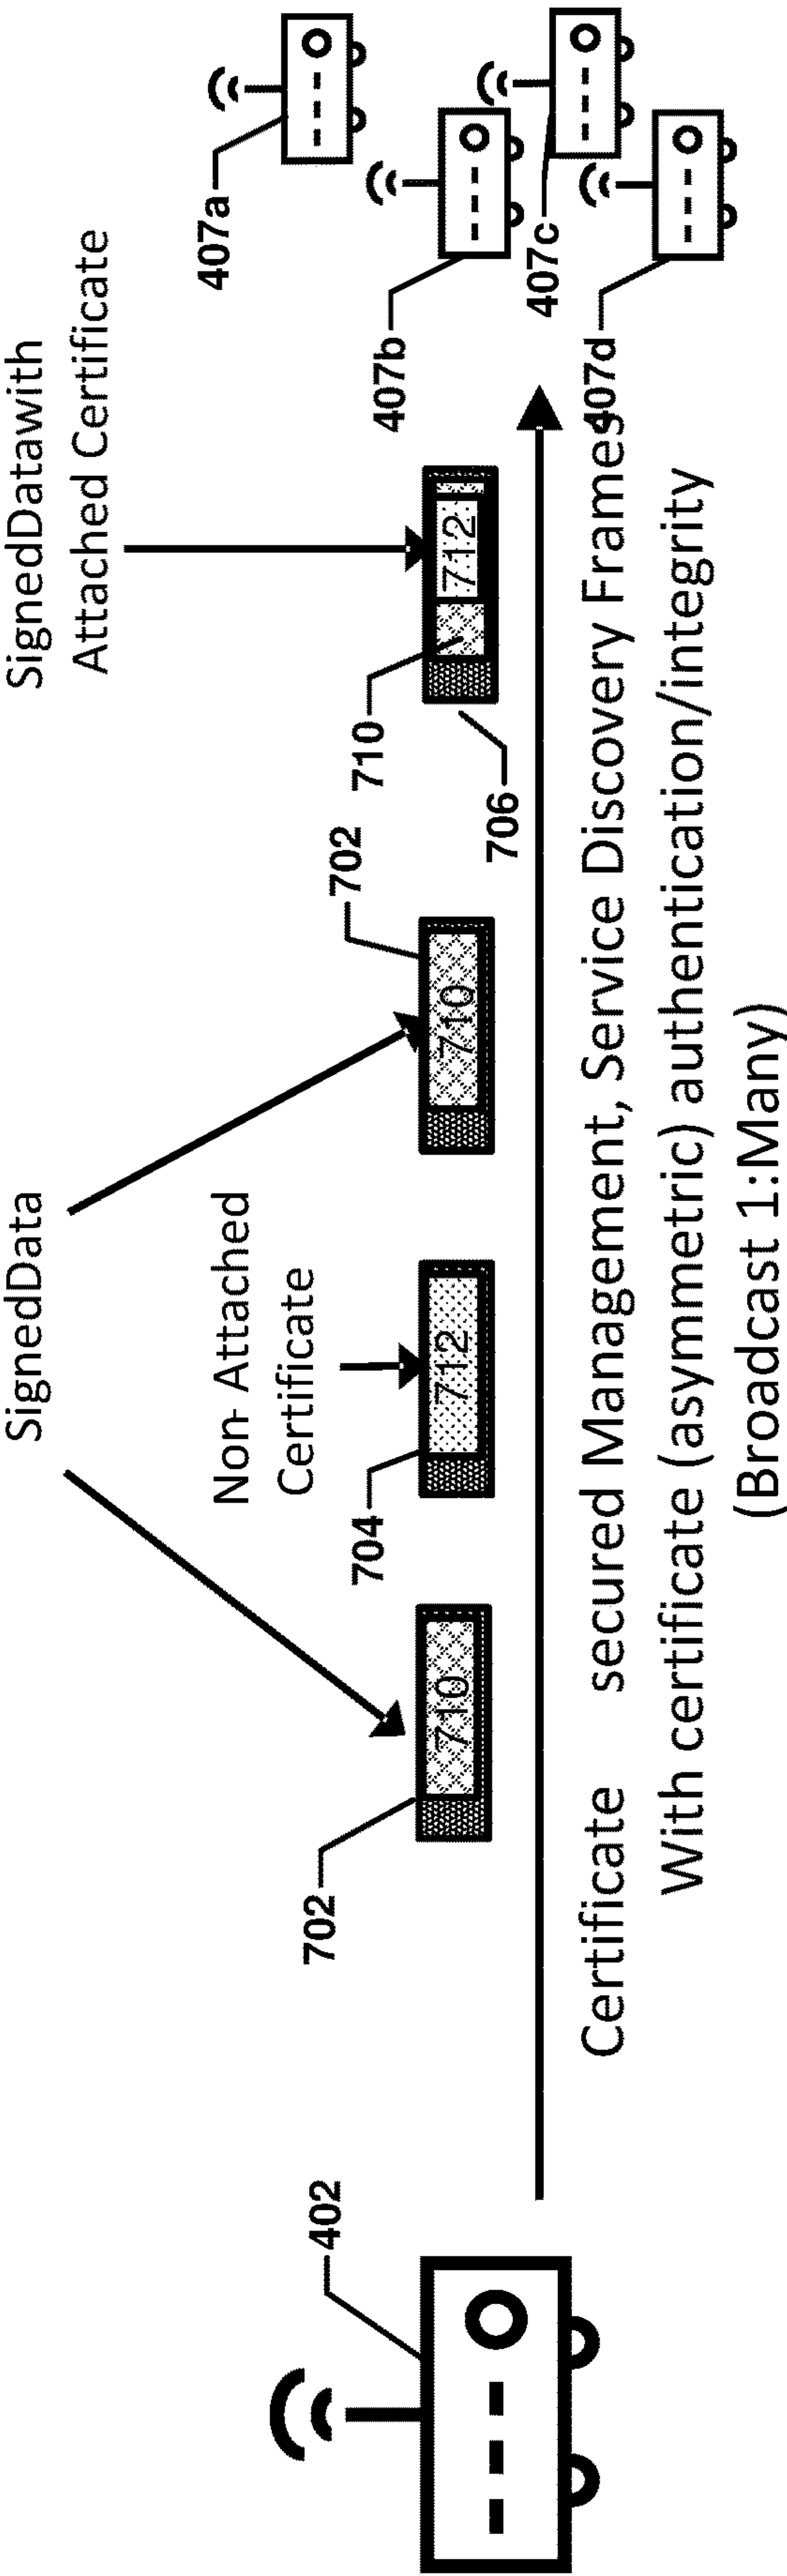 SignedData
SignedDatawith
Attached Certificate
Non- Attached
Certificate
402
702
710
704
712
702
710
710
712
706
407a
407b
407c
407d
Certificate secured Management, Service Discovery Frames
With certificate (asymmetric) authentication/integrity
(Broadcast 1:Many)